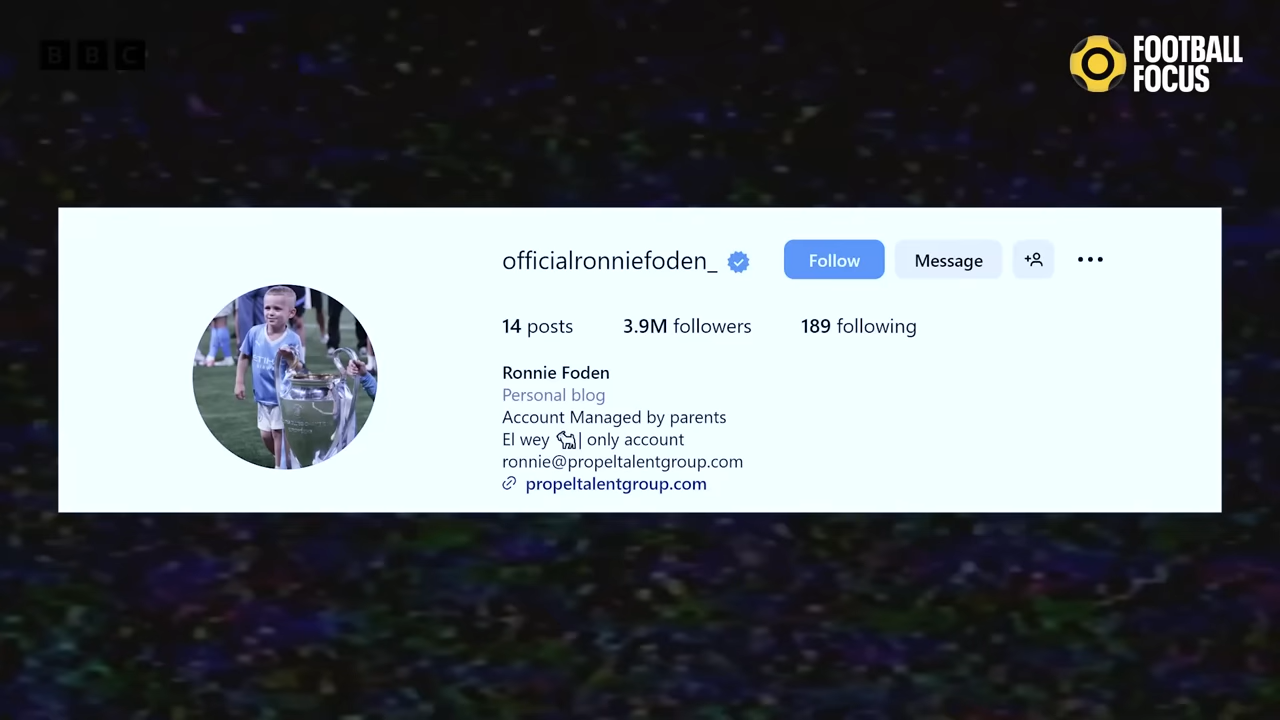 BBC
FOOTBALL
FOCUS
officialronniefoden_
Follow
Message
14 posts
3.9M followers
189 following
Ronnie Foden
Personal blog
Account Managed by parents
El wey 🐐| only account
ronnie@propeltalentgroup.com
propeltalentgroup.com